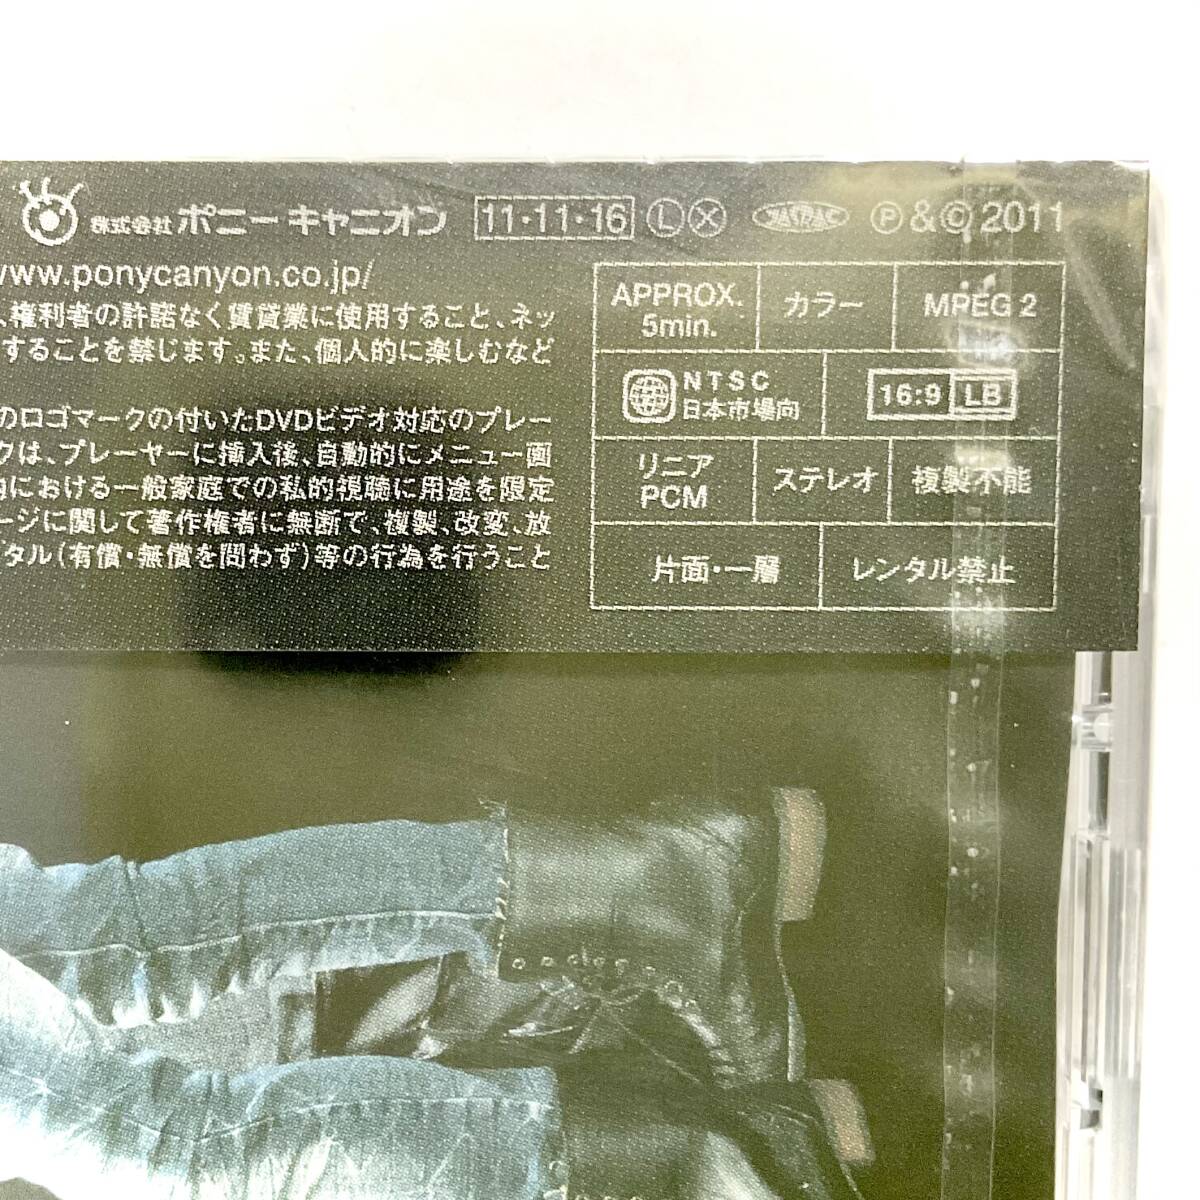 株式会社 ポニーキャニオン 11・11・16 Ⓛ Ⓧ ℗&© 2011
www.ponycanyon.co.jp/
、権利者の許諾なく賃貸業に使用すること、ネッ
することを禁じます。また、個人的に楽しむなど
のロゴマークの付いたDVDビデオ対応のプレー
クは、プレーヤーに挿入後、自動的にメニュー画
内における一般家庭での私的視聴に用途を限定
ージに関して著作権者に無断で、複製、改変、放
タル(有償・無償を問わず)等の行為を行うこと
APPROX.
5min.
カラー
MPEG 2
NTSC
日本市場向
16:9 LB
リニア
PCM
ステレオ
複製不能
片面・一層
レンタル禁止